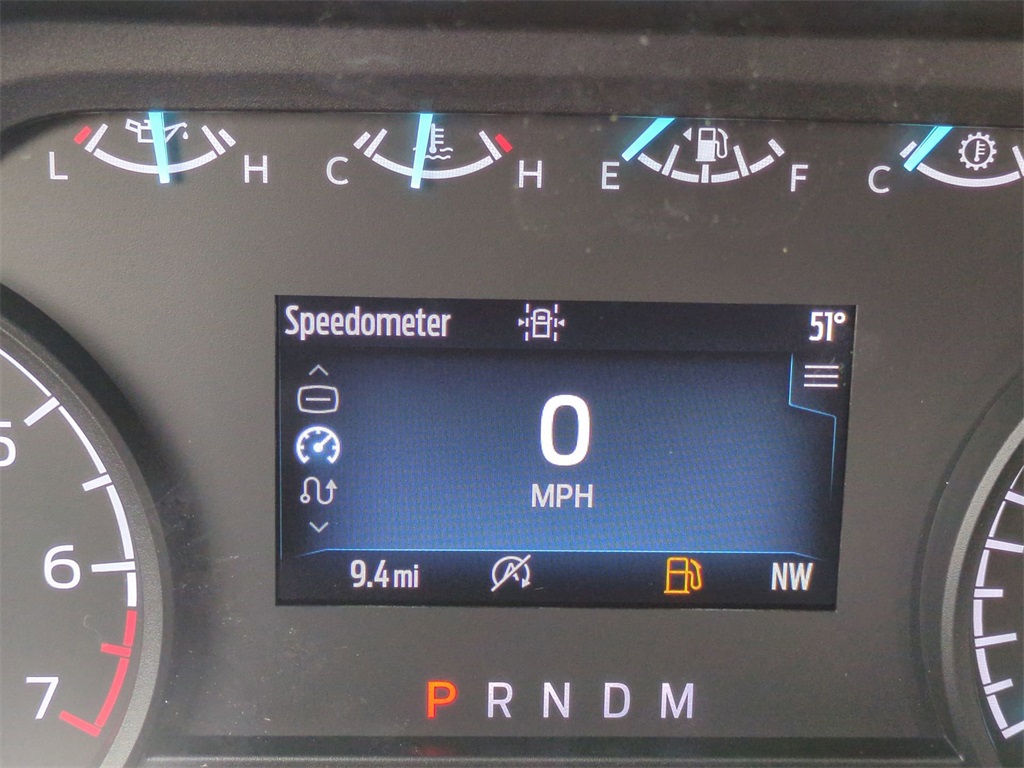 L H C H E F C
Speedometer 51°
0
MPH
5
6
7
9.4 mi NW
P R N D M